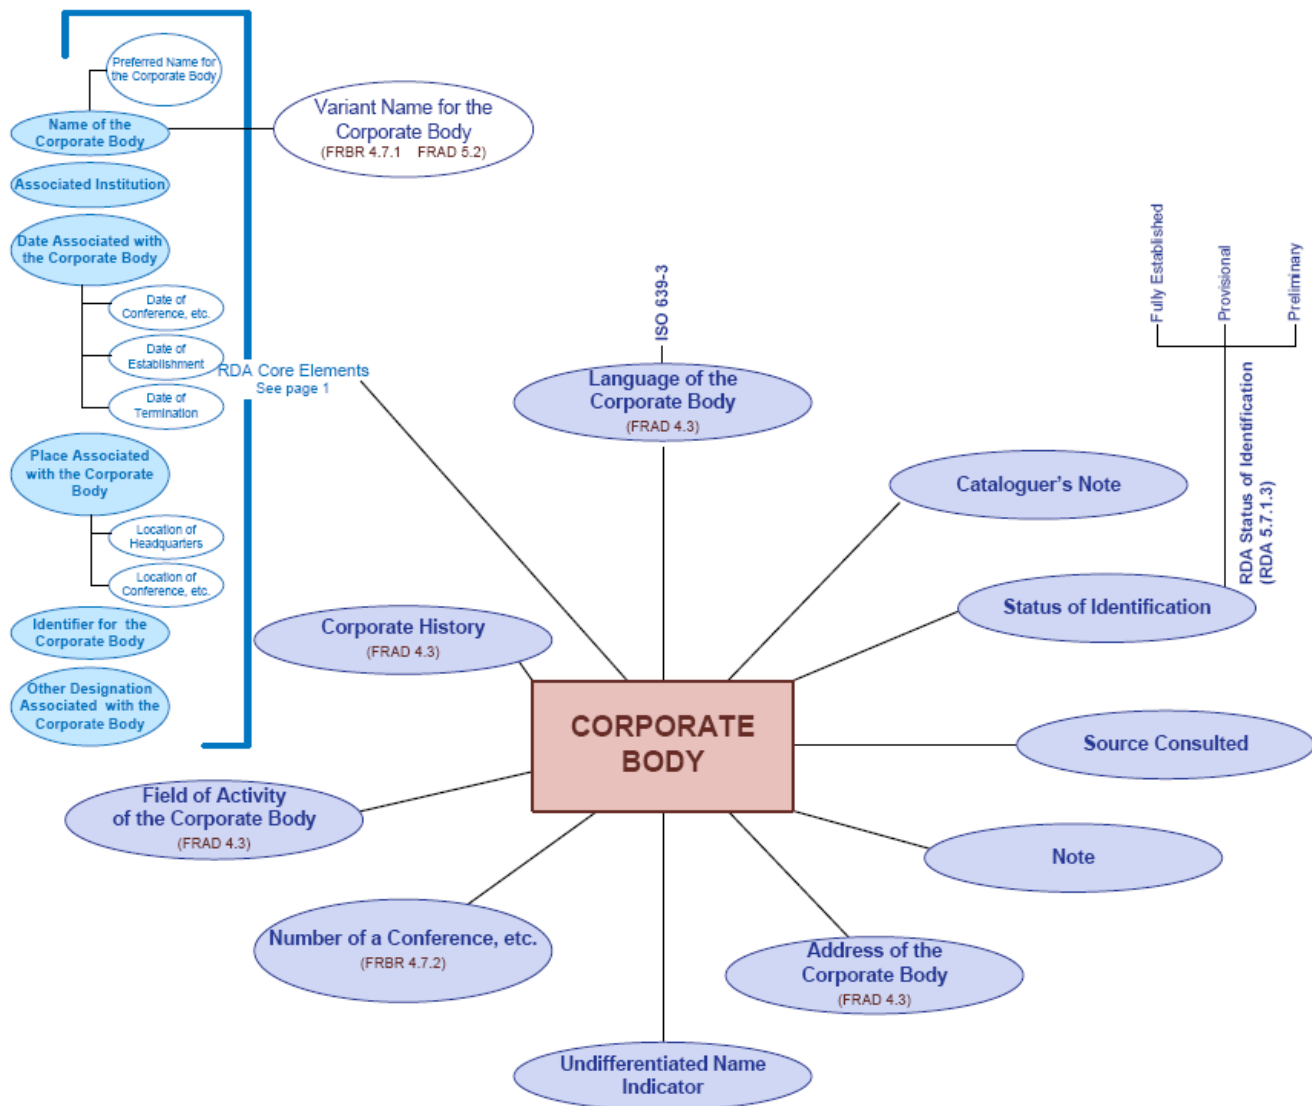 Preferred Name for
the Corporate Body
Name of the
Corporate Body
Variant Name for the
Corporate Body
(FRBR 4.7.1 FRAD 5.2)
Associated Institution
Date Associated with
the Corporate Body
Date of
Conference, etc.
Date of
Establishment
Date of
Termination
RDA Core Elements
See page 1
Place Associated
with the Corporate
Body
Location of
Headquarters
Location of
Conference, etc.
Identifier for the
Corporate Body
Other Designation
Associated with the
Corporate Body
ISO 639-3
Language of the
Corporate Body
(FRAD 4.3)
Fully Established
Provisional
Preliminary
RDA Status of Identification
(RDA 5.7.1.3)
Cataloguer's Note
Status of Identification
Corporate History
(FRAD 4.3)
CORPORATE
BODY
Source Consulted
Field of Activity
of the Corporate Body
(FRAD 4.3)
Note
Number of a Conference, etc.
(FRBR 4.7.2)
Address of the
Corporate Body
(FRAD 4.3)
Undifferentiated Name
Indicator